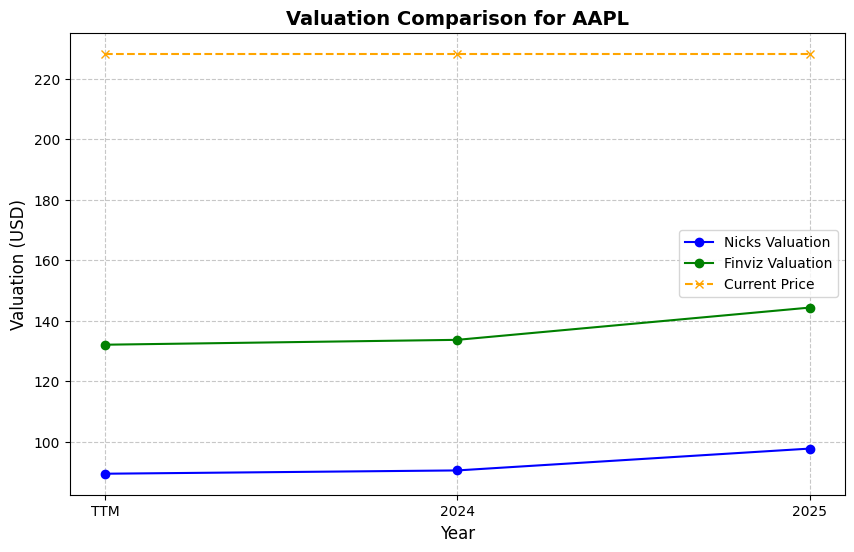 Valuation Comparison for AAPL
Valuation (USD)
220
200
180
160
140
120
100
Nicks Valuation
Finviz Valuation
Current Price
TTM
2024
2025
Year